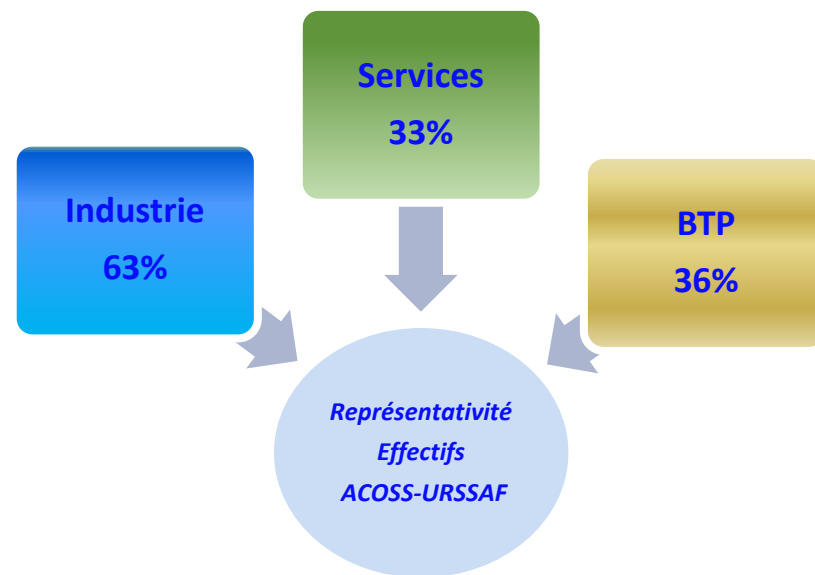 Services
33%
Industrie
63%
BTP
36%
Représentativité
Effectifs
ACOSS-URSSAF